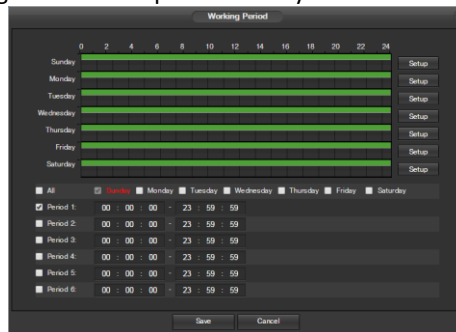 Working Period
0 2 4 6 8 10 12 14 16 18 20 22 24
Sunday Setup
Monday Setup
Tuesday Setup
Wednesday Setup
Thursday Setup
Friday Setup
Saturday Setup
All Sunday Monday Tuesday Wednesday Thursday Friday Saturday
Period 1: 00 : 00 : 00 - 23 : 59 : 59
Period 2: 00 : 00 : 00 - 23 : 59 : 59
Period 3: 00 : 00 : 00 - 23 : 59 : 59
Period 4: 00 : 00 : 00 - 23 : 59 : 59
Period 5: 00 : 00 : 00 - 23 : 59 : 59
Period 6: 00 : 00 : 00 - 23 : 59 : 59
Save Cancel